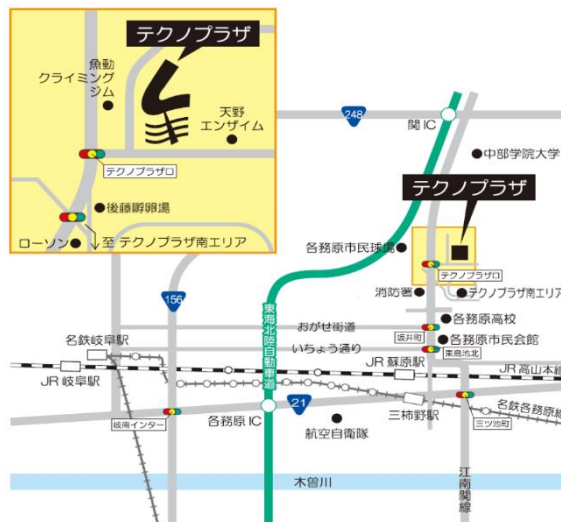 テクノプラザ
魚動
クライミング
ジム
天野
エンザイム
テクノプラザ口
後藤孵卵場
ローソン
至 テクノプラザ南エリア
248
関IC
中部学院大学
テクノプラザ
各務原市民球場
テクノプラザ口
消防署
テクノプラザ南エリア
156
東海北陸自動車道
おがせ街道
各務原高校
坂井町
各務原市民会館
いちょう通り
東島池北
名鉄岐阜駅
JR 蘇原駅
JR 高山本線
JR 岐阜駅
21
三柿野駅
名鉄各務原線
岐南インター
各務原IC
航空自衛隊
三ツ池町
木曽川
江南関線